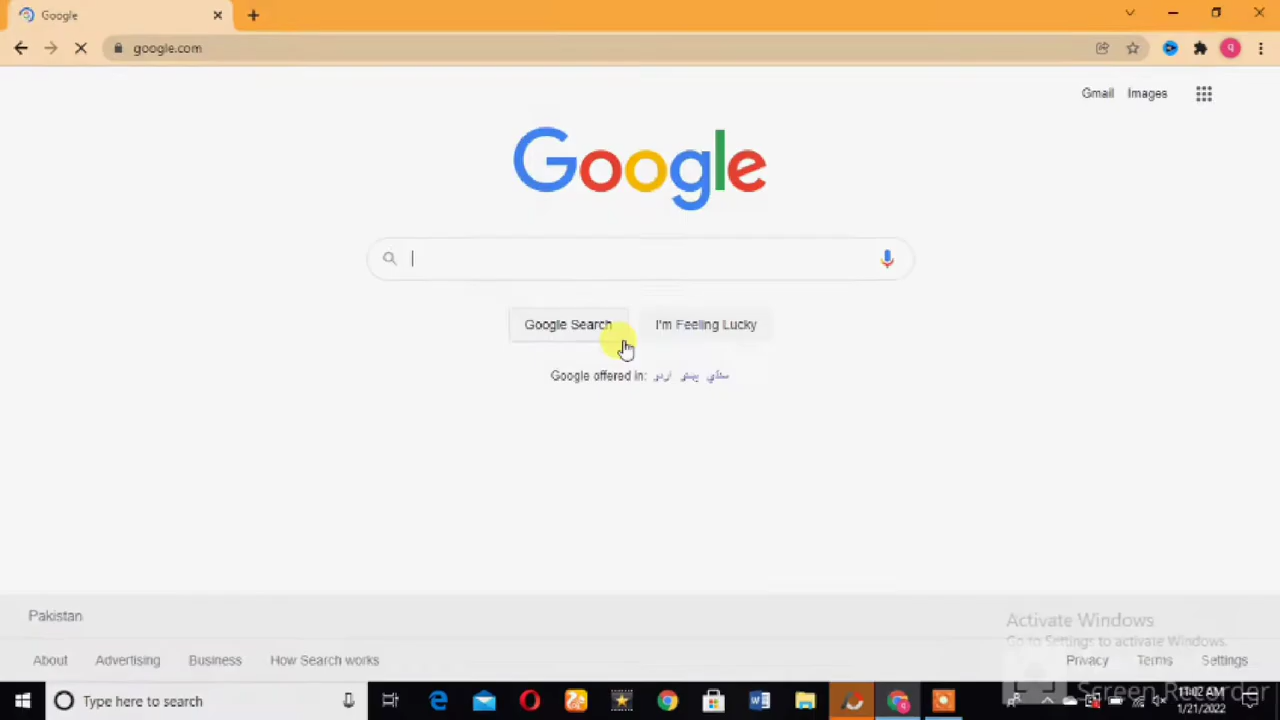 Google
google.com
Gmail Images
Google
Google Search I'm Feeling Lucky
Google offered in: اردو پښتو سنڌي
Pakistan
Activate Windows
Go to Settings to activate Windows.
About Advertising Business How Search works Privacy Terms Settings
Screen Recorder
Type here to search
11:02 AM
1/21/2022